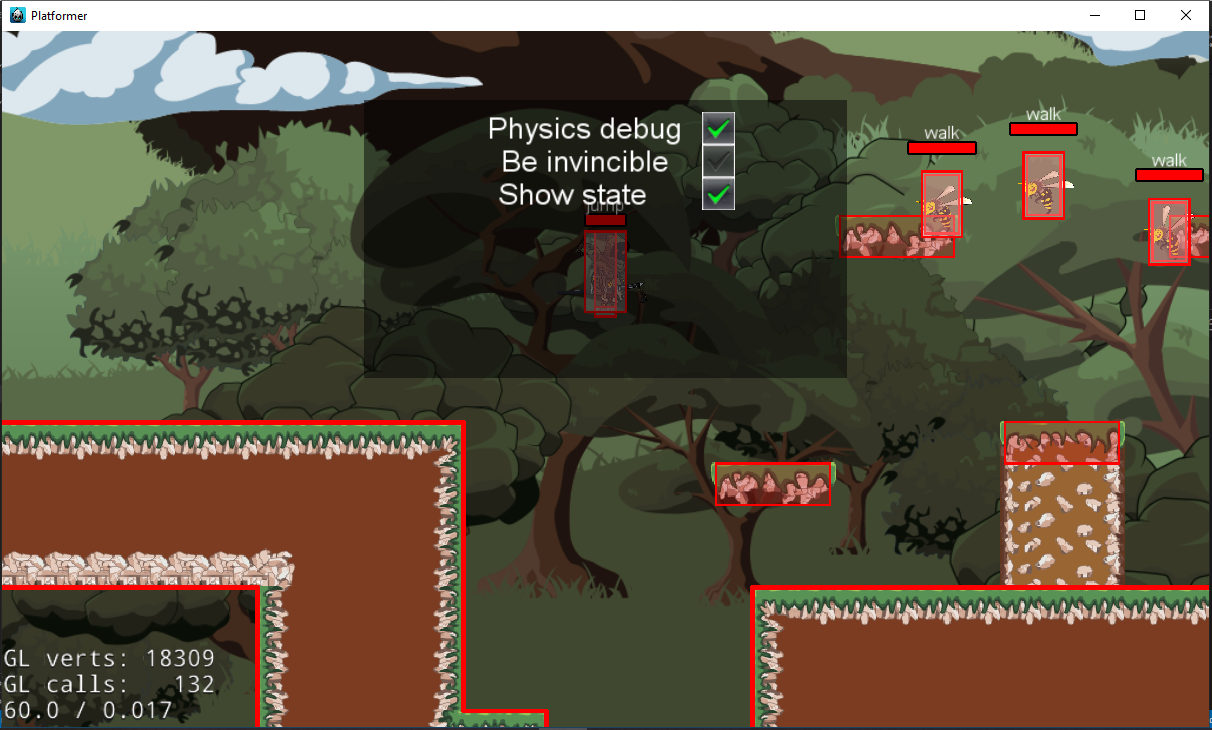 Platformer
Physics debug
Be invincible
Show state
jump
walk
walk
walk
GL verts: 18309
GL calls: 132
60.0 / 0.017